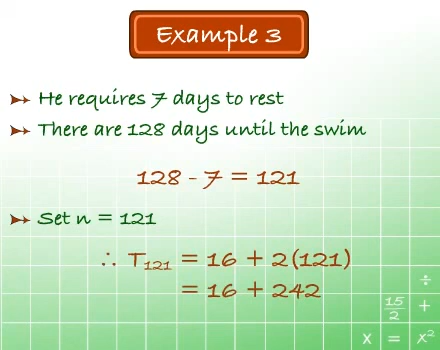 Example 3
➳ He requires 7 days to rest
➳ There are 128 days until the swim
128 - 7 = 121
➳ Set n = 121
∴ T₁₂₁ = 16 + 2(121)
= 16 + 242
÷
15/2 +
x = x²